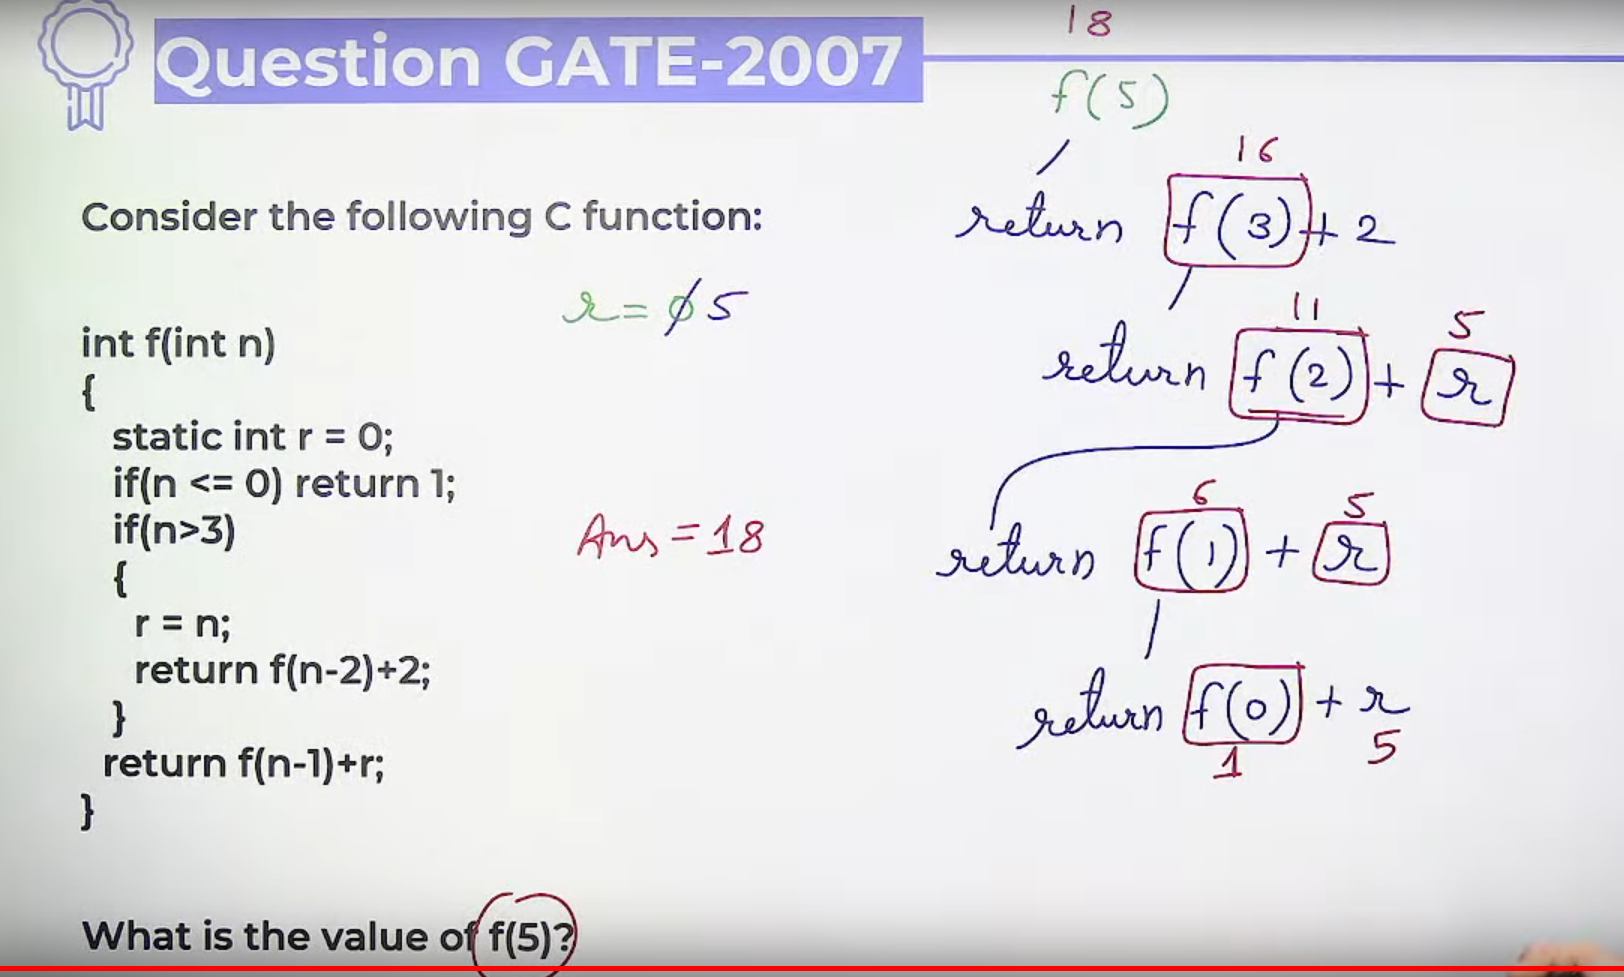 Question GATE-2007
Consider the following C function:
int f(int n)
{
static int r = 0;
if(n <= 0) return 1;
if(n>3)
{
r = n;
return f(n-2)+2;
}
return f(n-1)+r;
}
What is the value of f(5)?
r = 0 5
Ans = 18
18
f(5)
16
return f(3) + 2
11 5
return f(2) + r
6 5
return f(1) + r
return f(0) + r
1 5